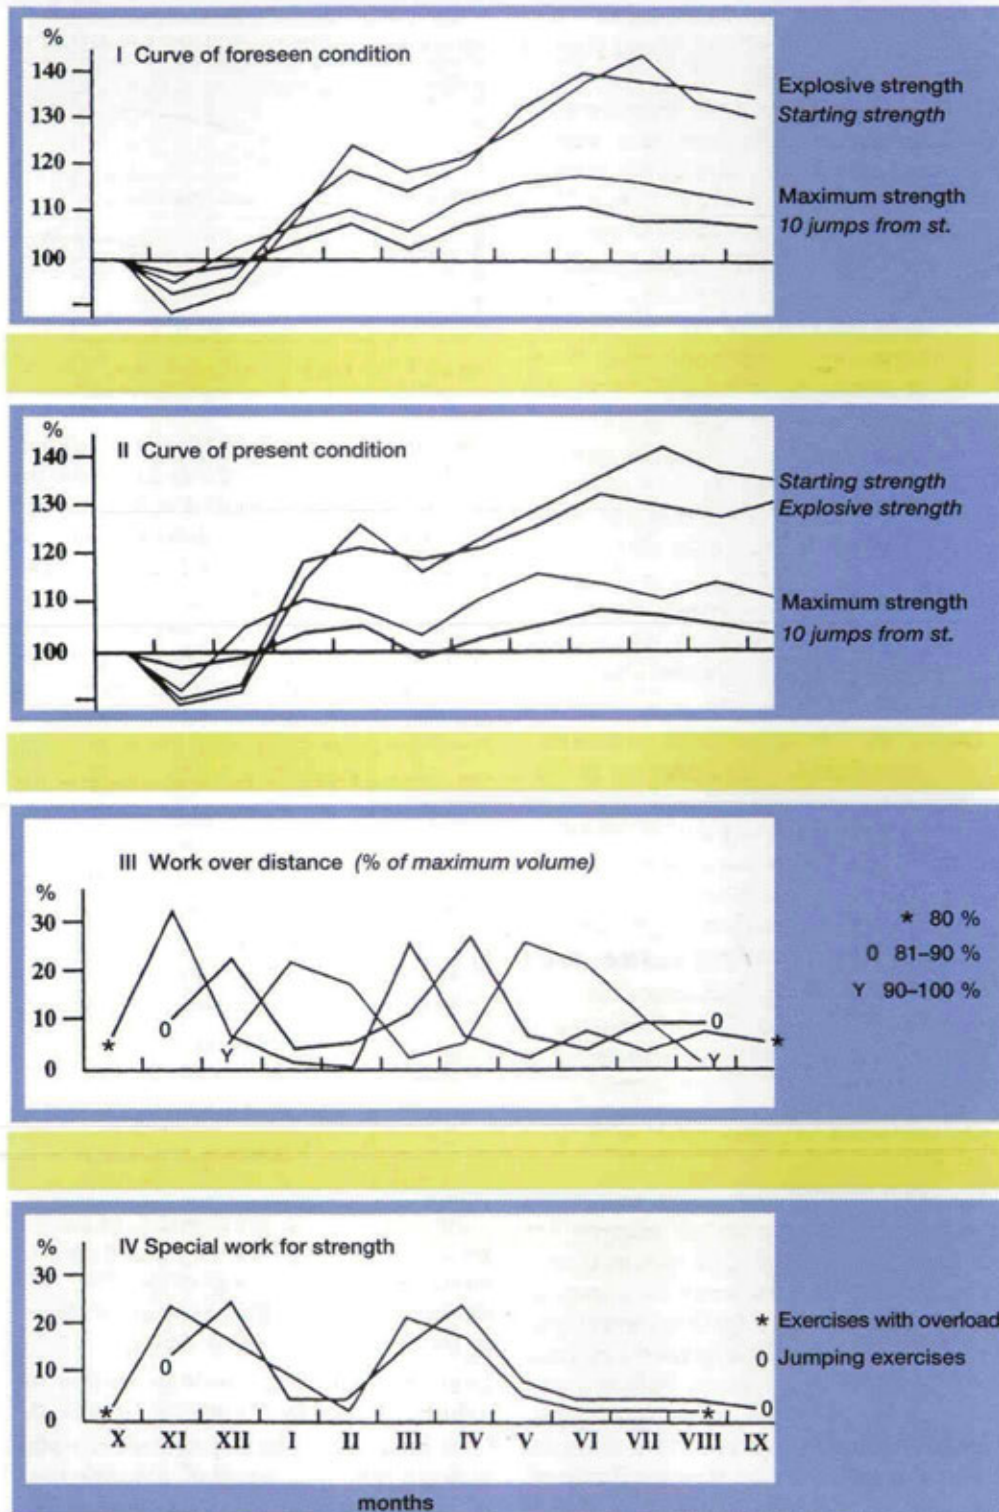 %
I Curve of foreseen condition
140
130
120
110
100
Explosive strength
Starting strength
Maximum strength
10 jumps from st.
%
II Curve of present condition
140
130
120
110
100
Starting strength
Explosive strength
Maximum strength
10 jumps from st.
III Work over distance (% of maximum volume)
%
30
20
10
0
* 80 %
O 81–90 %
Y 90–100 %
* O Y O Y *
%
IV Special work for strength
30
20
10
0
* O * O
* Exercises with overload
O Jumping exercises
X XI XII I II III IV V VI VII VIII IX
months